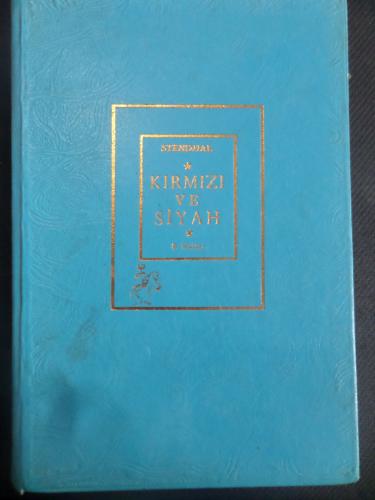 STENDHAL
KIRMIZI
VE
SİYAH